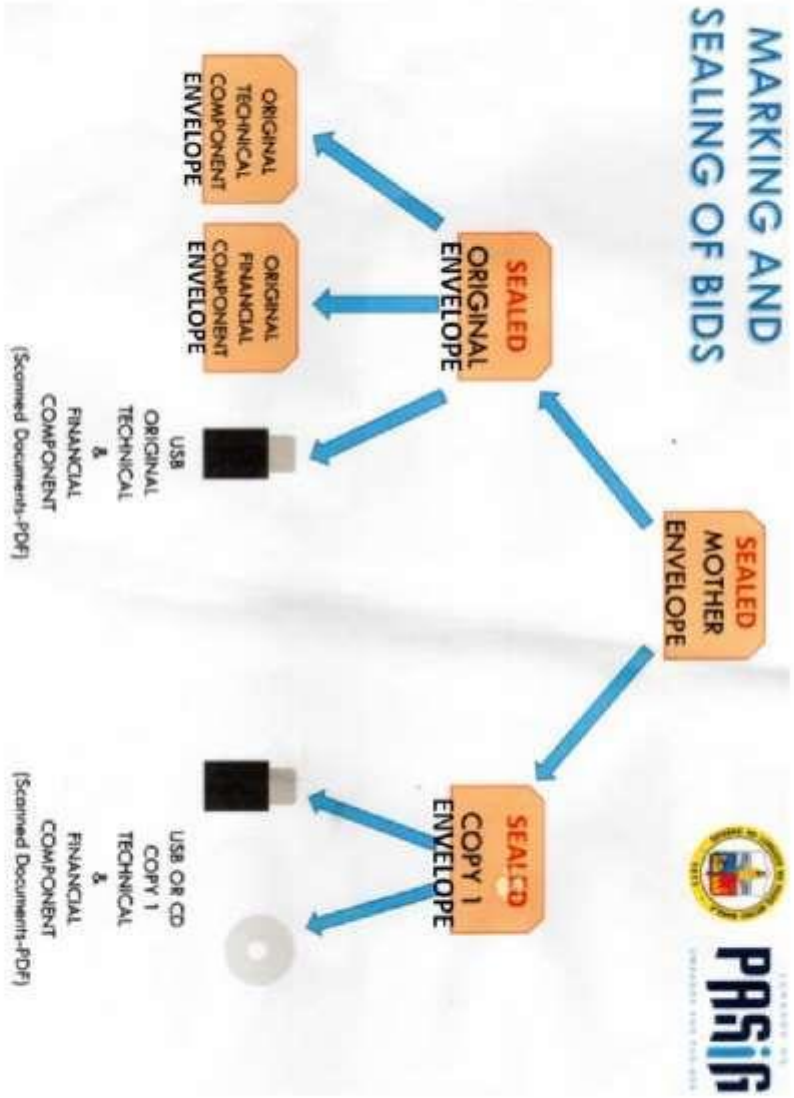 MARKING AND
SEALING OF BIDS
PASiG
SEALED
MOTHER
ENVELOPE
SEALED
ORIGINAL
ENVELOPE
SEALED
COPY 1
ENVELOPE
ORIGINAL
TECHNICAL
COMPONENT
ENVELOPE
ORIGINAL
FINANCIAL
COMPONENT
ENVELOPE
USB
ORIGINAL
TECHNICAL
&
FINANCIAL
COMPONENT
(Scanned Documents-PDF)
USB OR CD
COPY 1
TECHNICAL
&
FINANCIAL
COMPONENT
(Scanned Documents-PDF)